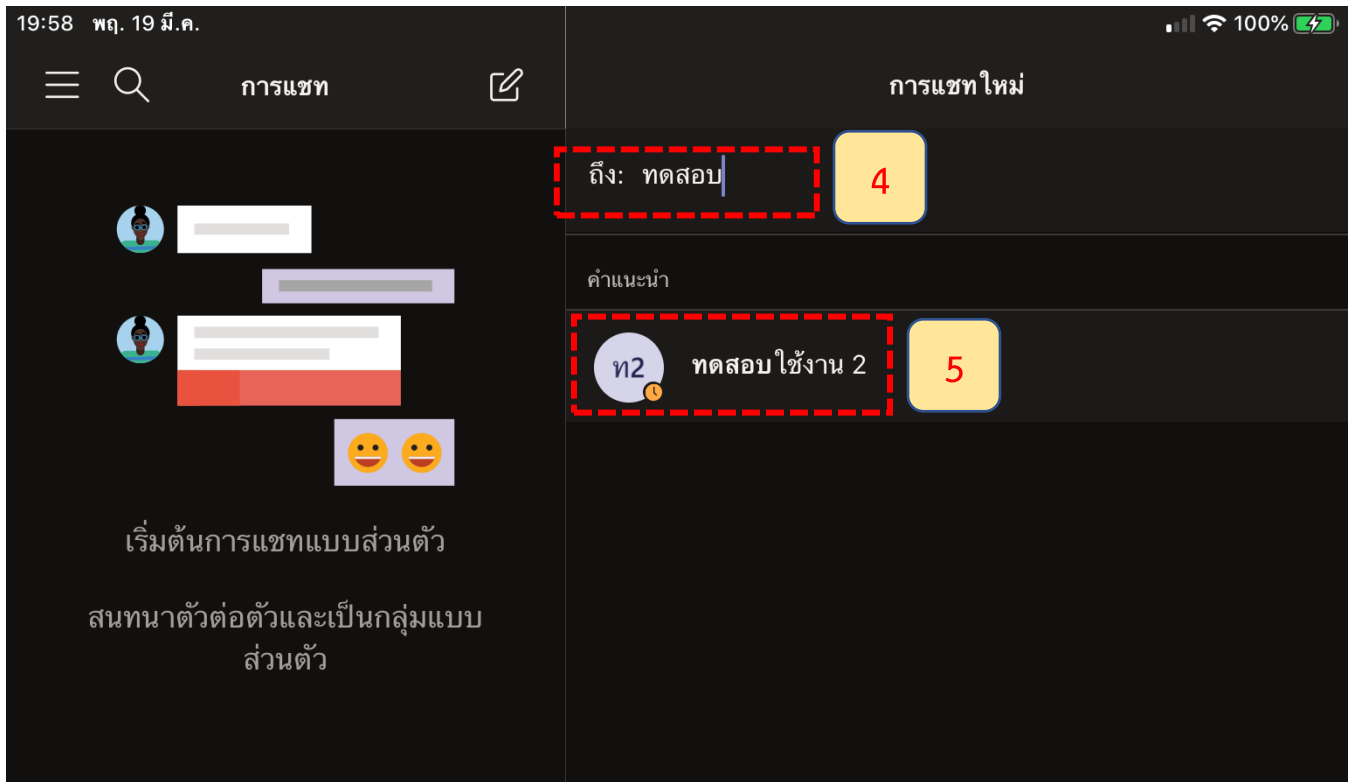 19:58 พฤ. 19 มี.ค.
100%
การแชท
การแชทใหม่
ถึง: ทดสอบ
4
คำแนะนำ
ท2
ทดสอบใช้งาน 2
5
เริ่มต้นการแชทแบบส่วนตัว
สนทนาตัวต่อตัวและเป็นกลุ่มแบบ
ส่วนตัว